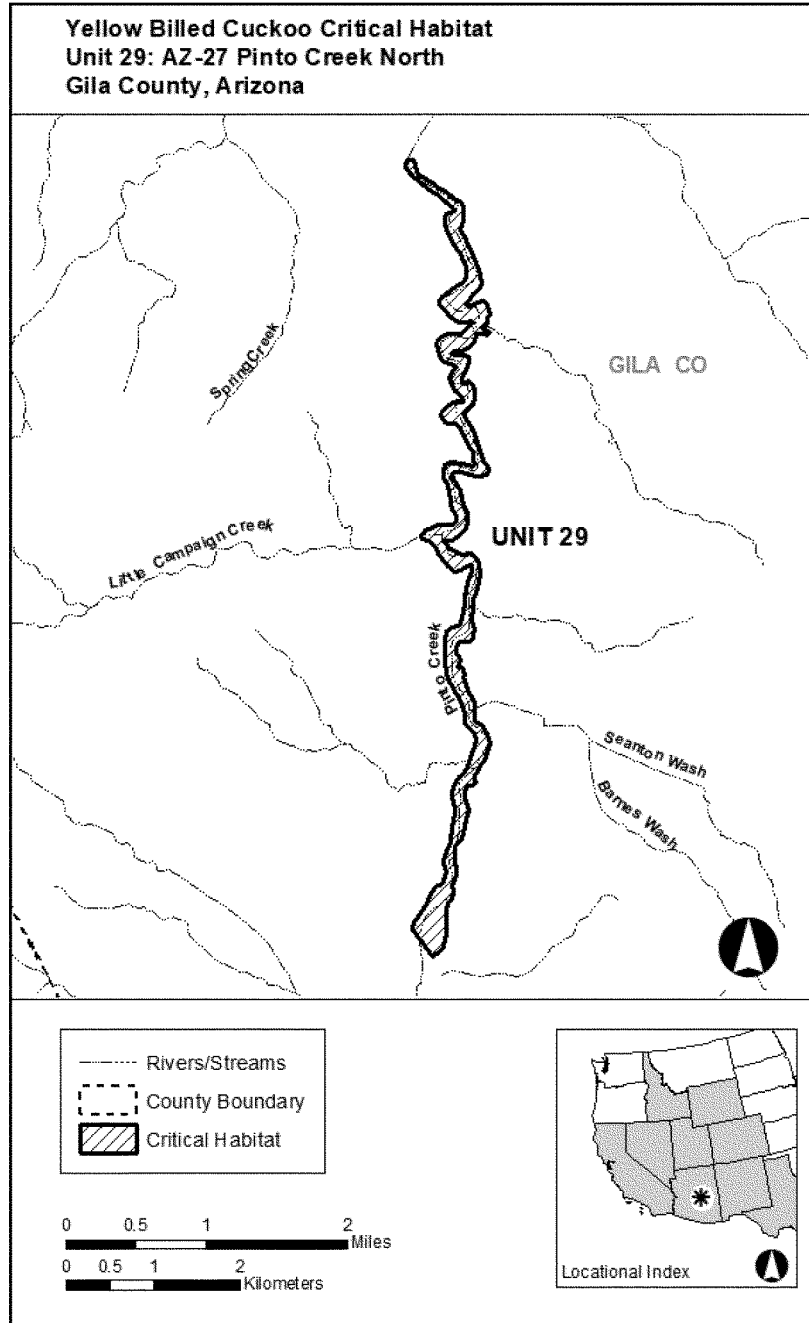 Yellow Billed Cuckoo Critical Habitat
Unit 29: AZ-27 Pinto Creek North
Gila County, Arizona
Spring Creek
GILA CO
Little Campaign Creek
UNIT 29
Pinto Creek
Scanton Wash
Barnes Wash
Rivers/Streams
County Boundary
Critical Habitat
0 0.5 1 2
Miles
0 0.5 1 2
Kilometers
Locational Index